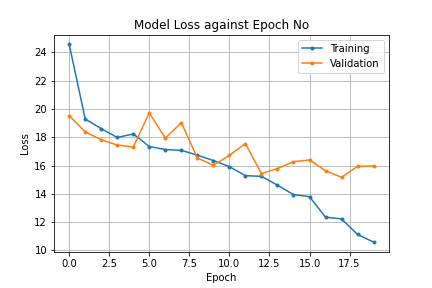 Model Loss against Epoch No
Training
Validation
Loss
24
22
20
18
16
14
12
10
0.0 2.5 5.0 7.5 10.0 12.5 15.0 17.5
Epoch